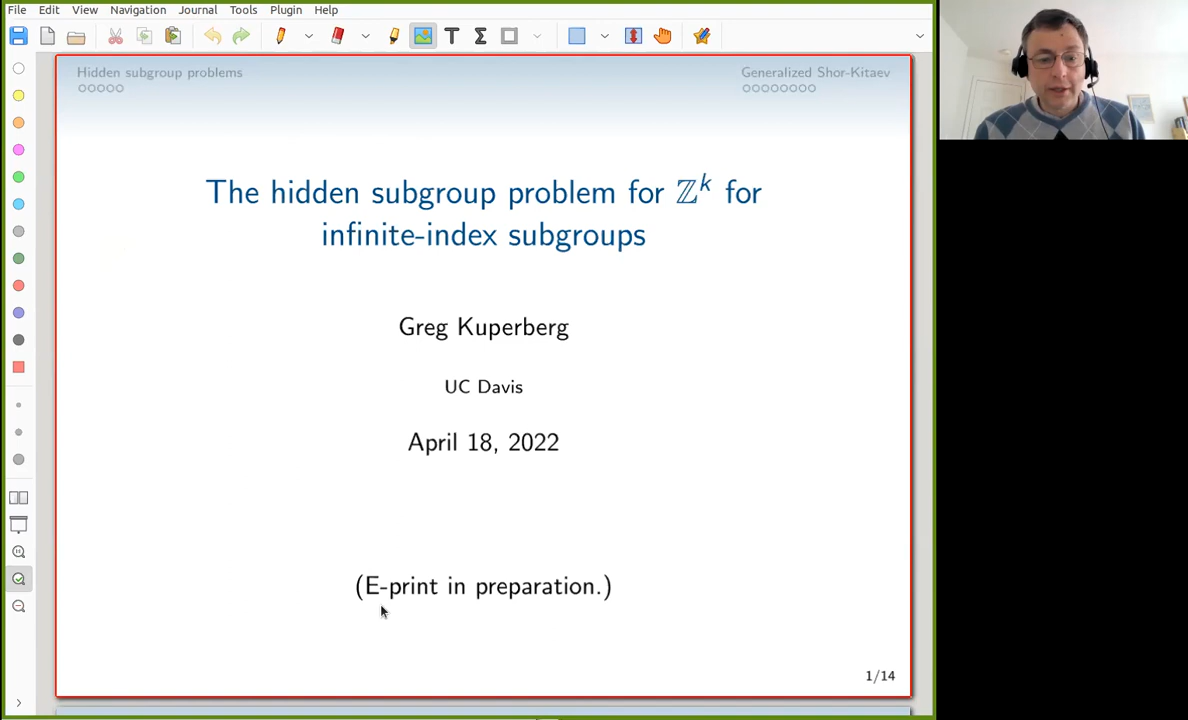 File Edit View Navigation Journal Tools Plugin Help
Hidden subgroup problems
Generalized Shor-Kitaev
The hidden subgroup problem for ℤᵏ for
infinite-index subgroups
Greg Kuperberg
UC Davis
April 18, 2022
(E-print in preparation.)
1/14